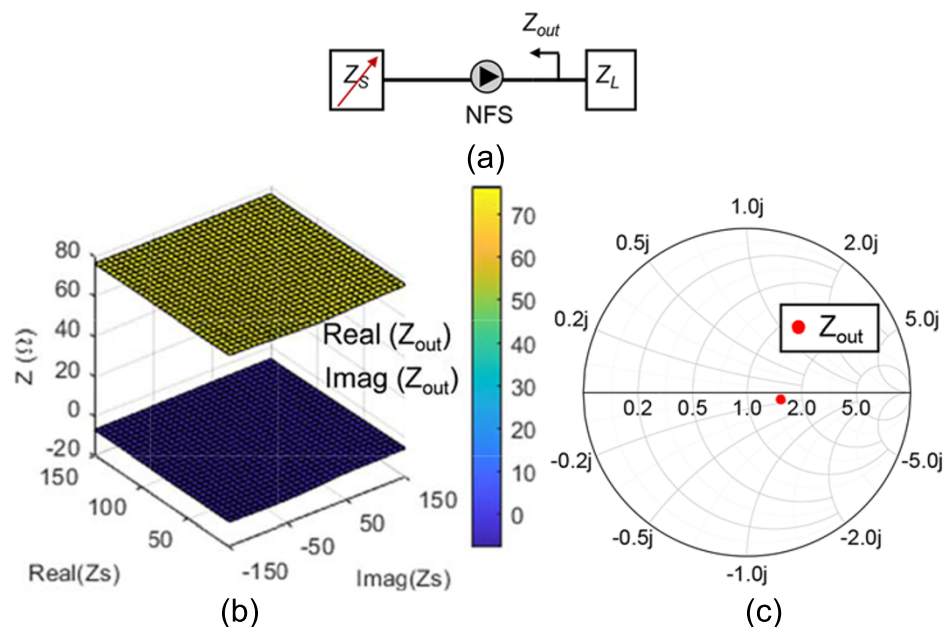 Z_out
Z_S
Z_L
NFS
(a)
80
60
40
20
0
-20
Z (Ω)
150
100
50
Real(Zs)
-150
-50
50
150
Imag(Zs)
Real (Z_out)
Imag (Z_out)
70
60
50
40
30
20
10
0
(b)
1.0j
0.5j
2.0j
0.2j
5.0j
Z_out
0.2 0.5 1.0 2.0 5.0
-0.2j
-5.0j
-0.5j
-2.0j
-1.0j
(c)